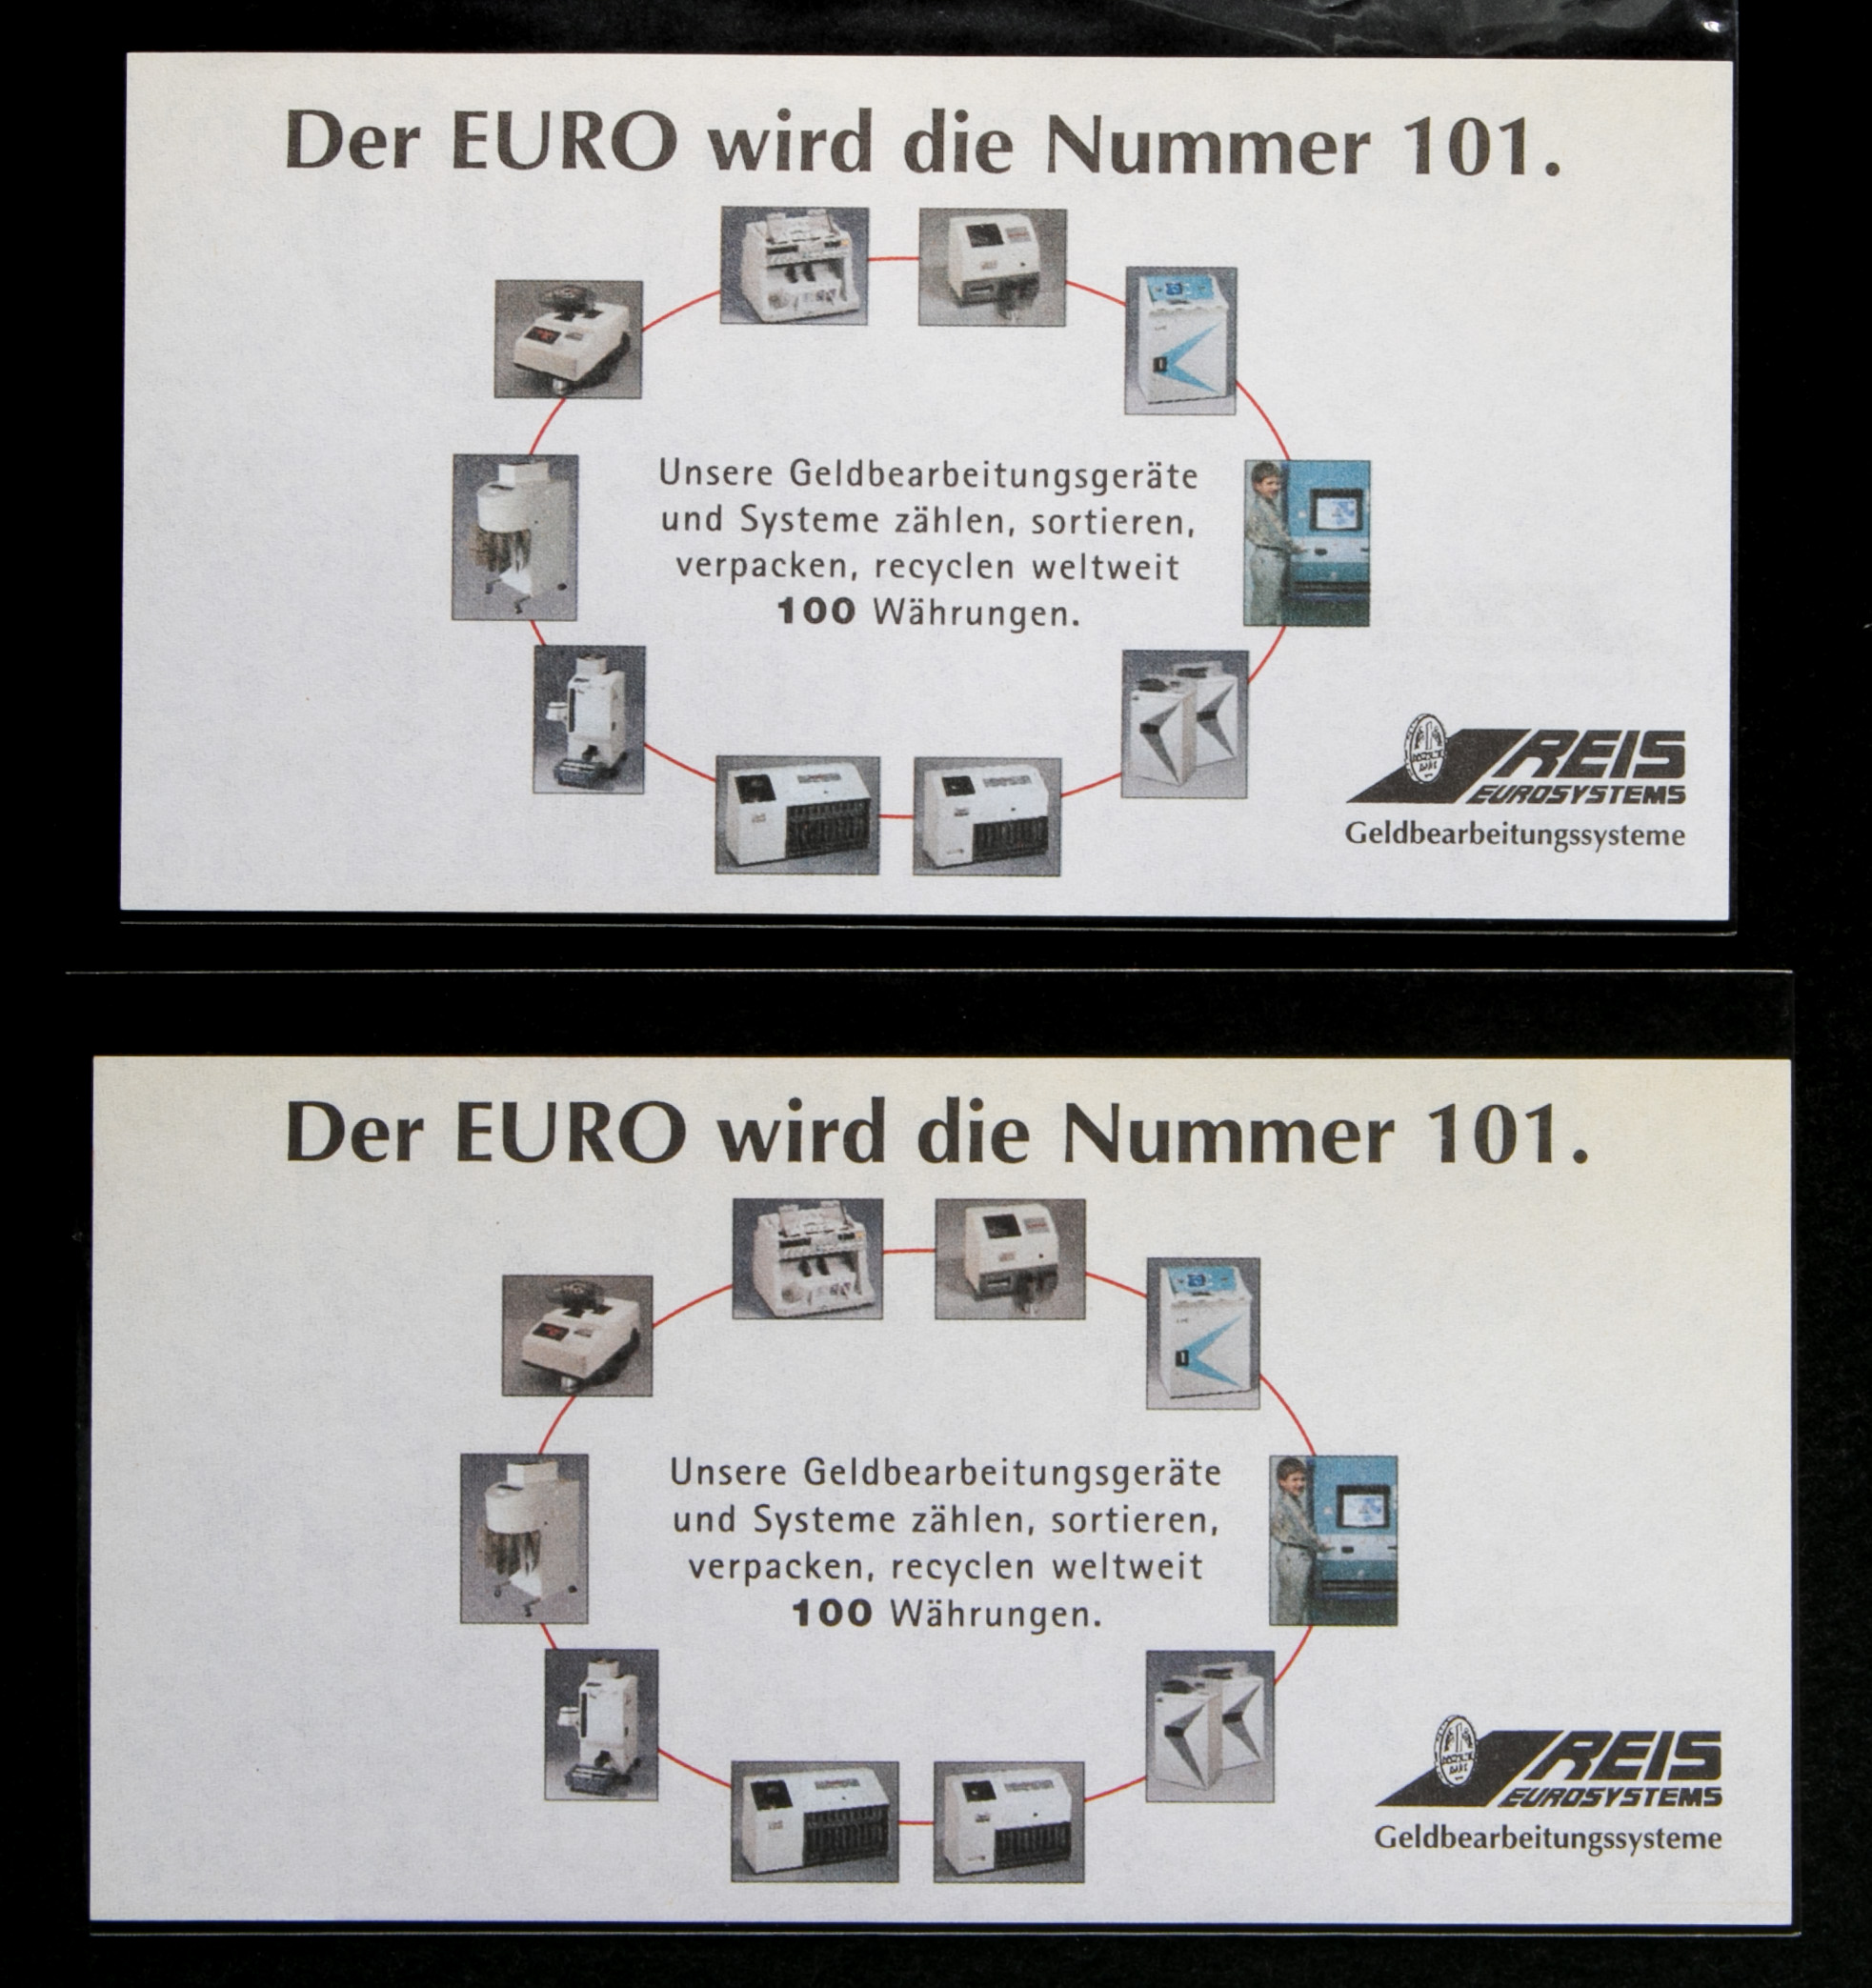 Der EURO wird die Nummer 101.
Unsere Geldbearbeitungsgeräte
und Systeme zählen, sortieren,
verpacken, recyclen weltweit
100 Währungen.
REIS
EUROSYSTEMS
Geldbearbeitungssysteme
Der EURO wird die Nummer 101.
Unsere Geldbearbeitungsgeräte
und Systeme zählen, sortieren,
verpacken, recyclen weltweit
100 Währungen.
REIS
EUROSYSTEMS
Geldbearbeitungssysteme